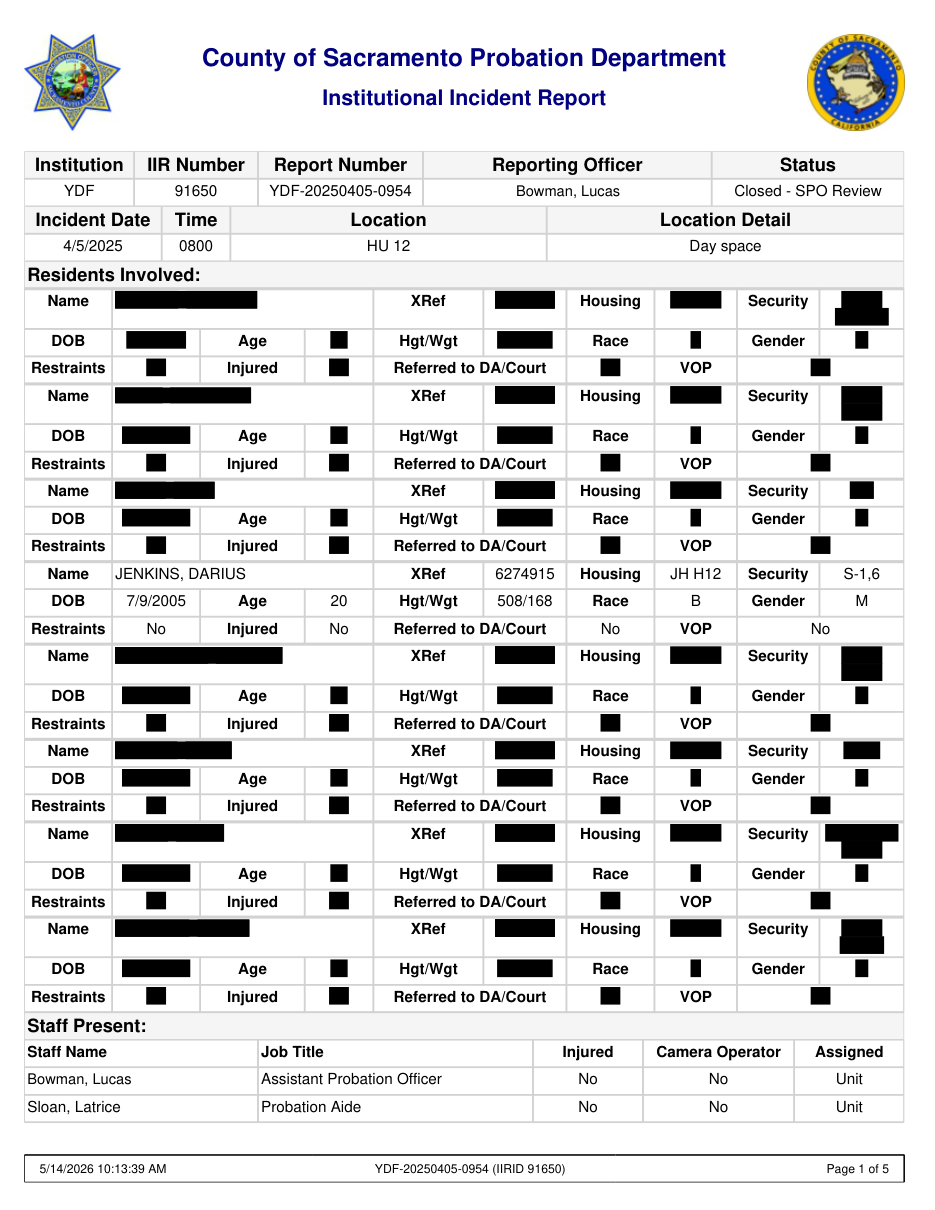 County of Sacramento Probation Department
Institutional Incident Report
Institution IIR Number Report Number Reporting Officer Status
YDF 91650 YDF-20250405-0954 Bowman, Lucas Closed - SPO Review
Incident Date Time Location Location Detail
4/5/2025 0800 HU 12 Day space
Residents Involved:
Name XRef Housing Security
DOB Age Hgt/Wgt Race Gender
Restraints Injured Referred to DA/Court VOP
Name XRef Housing Security
DOB Age Hgt/Wgt Race Gender
Restraints Injured Referred to DA/Court VOP
Name XRef Housing Security
DOB Age Hgt/Wgt Race Gender
Restraints Injured Referred to DA/Court VOP
Name JENKINS, DARIUS XRef 6274915 Housing JH H12 Security S-1,6
DOB 7/9/2005 Age 20 Hgt/Wgt 508/168 Race B Gender M
Restraints No Injured No Referred to DA/Court No VOP No
Name XRef Housing Security
DOB Age Hgt/Wgt Race Gender
Restraints Injured Referred to DA/Court VOP
Name XRef Housing Security
DOB Age Hgt/Wgt Race Gender
Restraints Injured Referred to DA/Court VOP
Name XRef Housing Security
DOB Age Hgt/Wgt Race Gender
Restraints Injured Referred to DA/Court VOP
Name XRef Housing Security
DOB Age Hgt/Wgt Race Gender
Restraints Injured Referred to DA/Court VOP
Staff Present:
Staff Name Job Title Injured Camera Operator Assigned
Bowman, Lucas Assistant Probation Officer No No Unit
Sloan, Latrice Probation Aide No No Unit
5/14/2026 10:13:39 AM YDF-20250405-0954 (IIRID 91650) Page 1 of 5
COUNTY OF SACRAMENTO
CALIFORNIA